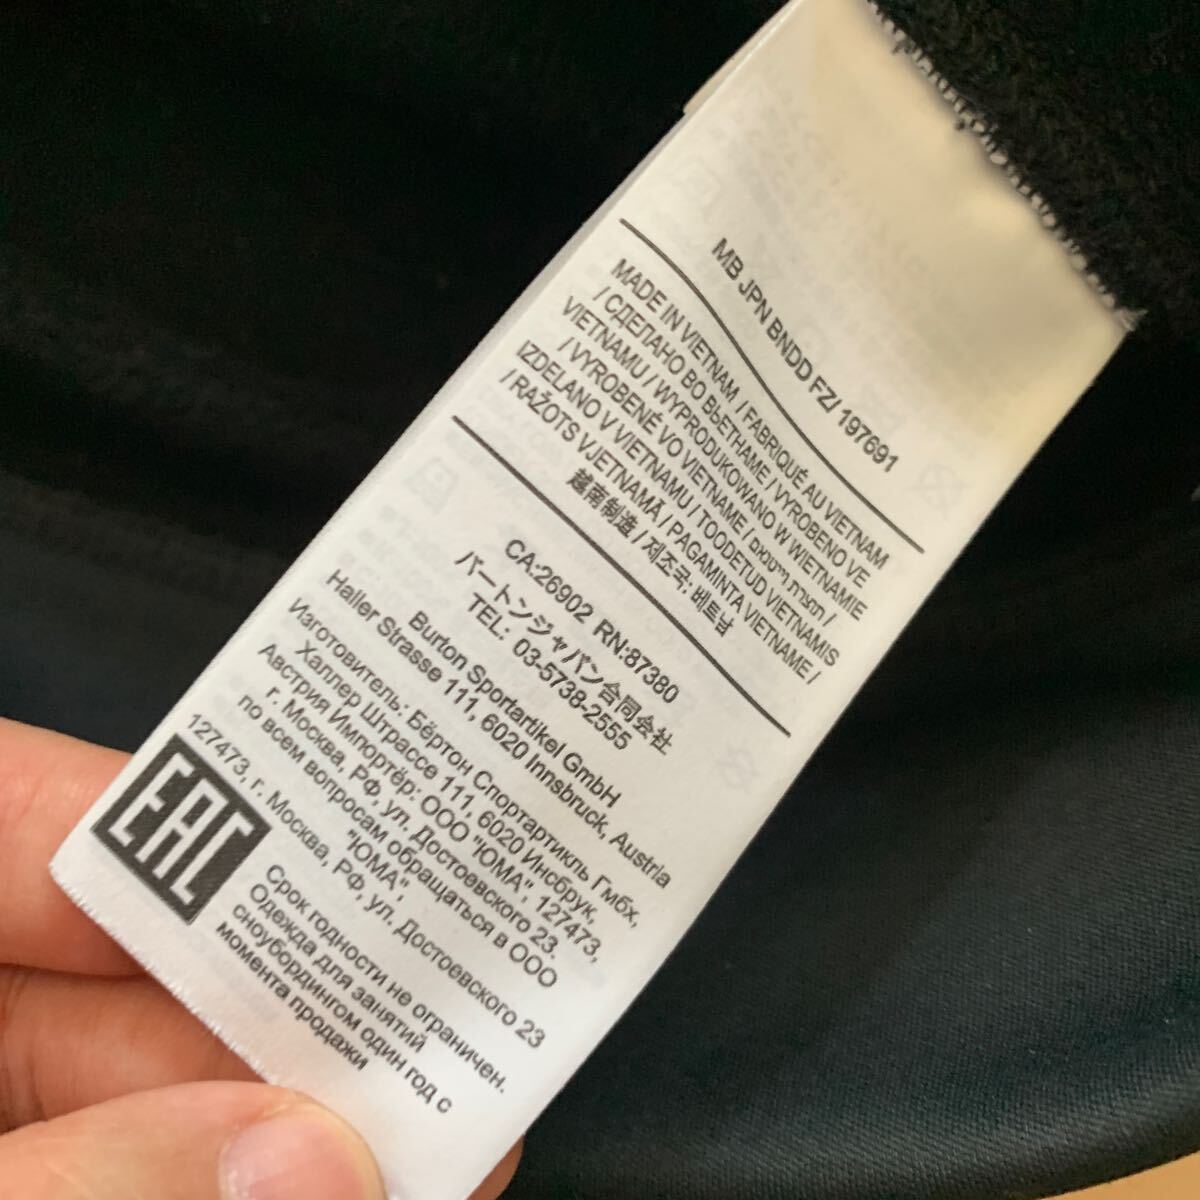 MB JPN BNDD FZ/ 197691
MADE IN VIETNAM / FABRIQUÉ AU VIETNAM
/ СДЕЛАНО ВО ВЬЕТНАМЕ / VYROBENO VE
VIETNAMU / WYPRODUKOWANO W WIETNAMIE
/ VYROBENÉ VO VIETNAME / תוצרת וייטנאם /
IZDELANO V VIETNAMU / TOODETUD VIETNAMIS
/ RAŽOTS VJETNAMĀ / PAGAMINTA VIETNAME /
越南制造 / 제조국: 베트남
CA:26902 RN:87380
バートンジャパン合同会社
TEL: 03-5738-2555
Burton Sportartikel GmbH
Haller Strasse 111, 6020 Innsbruck, Austria
Изготовитель: Бёртон Спортартикль Гмбх,
Халлер Штрассе 111, 6020 Инсбрук,
Австрия Импортёр: ООО "ЮМА", 127473,
г. Москва, РФ, ул. Достоевского 23.
по всем вопросам обращаться в ООО
"ЮМА",
127473, г. Москва, РФ, ул. Достоевского 23
EAC
Срок годности не ограничен.
Одежда для занятий
сноубордингом один год с
момента продажи